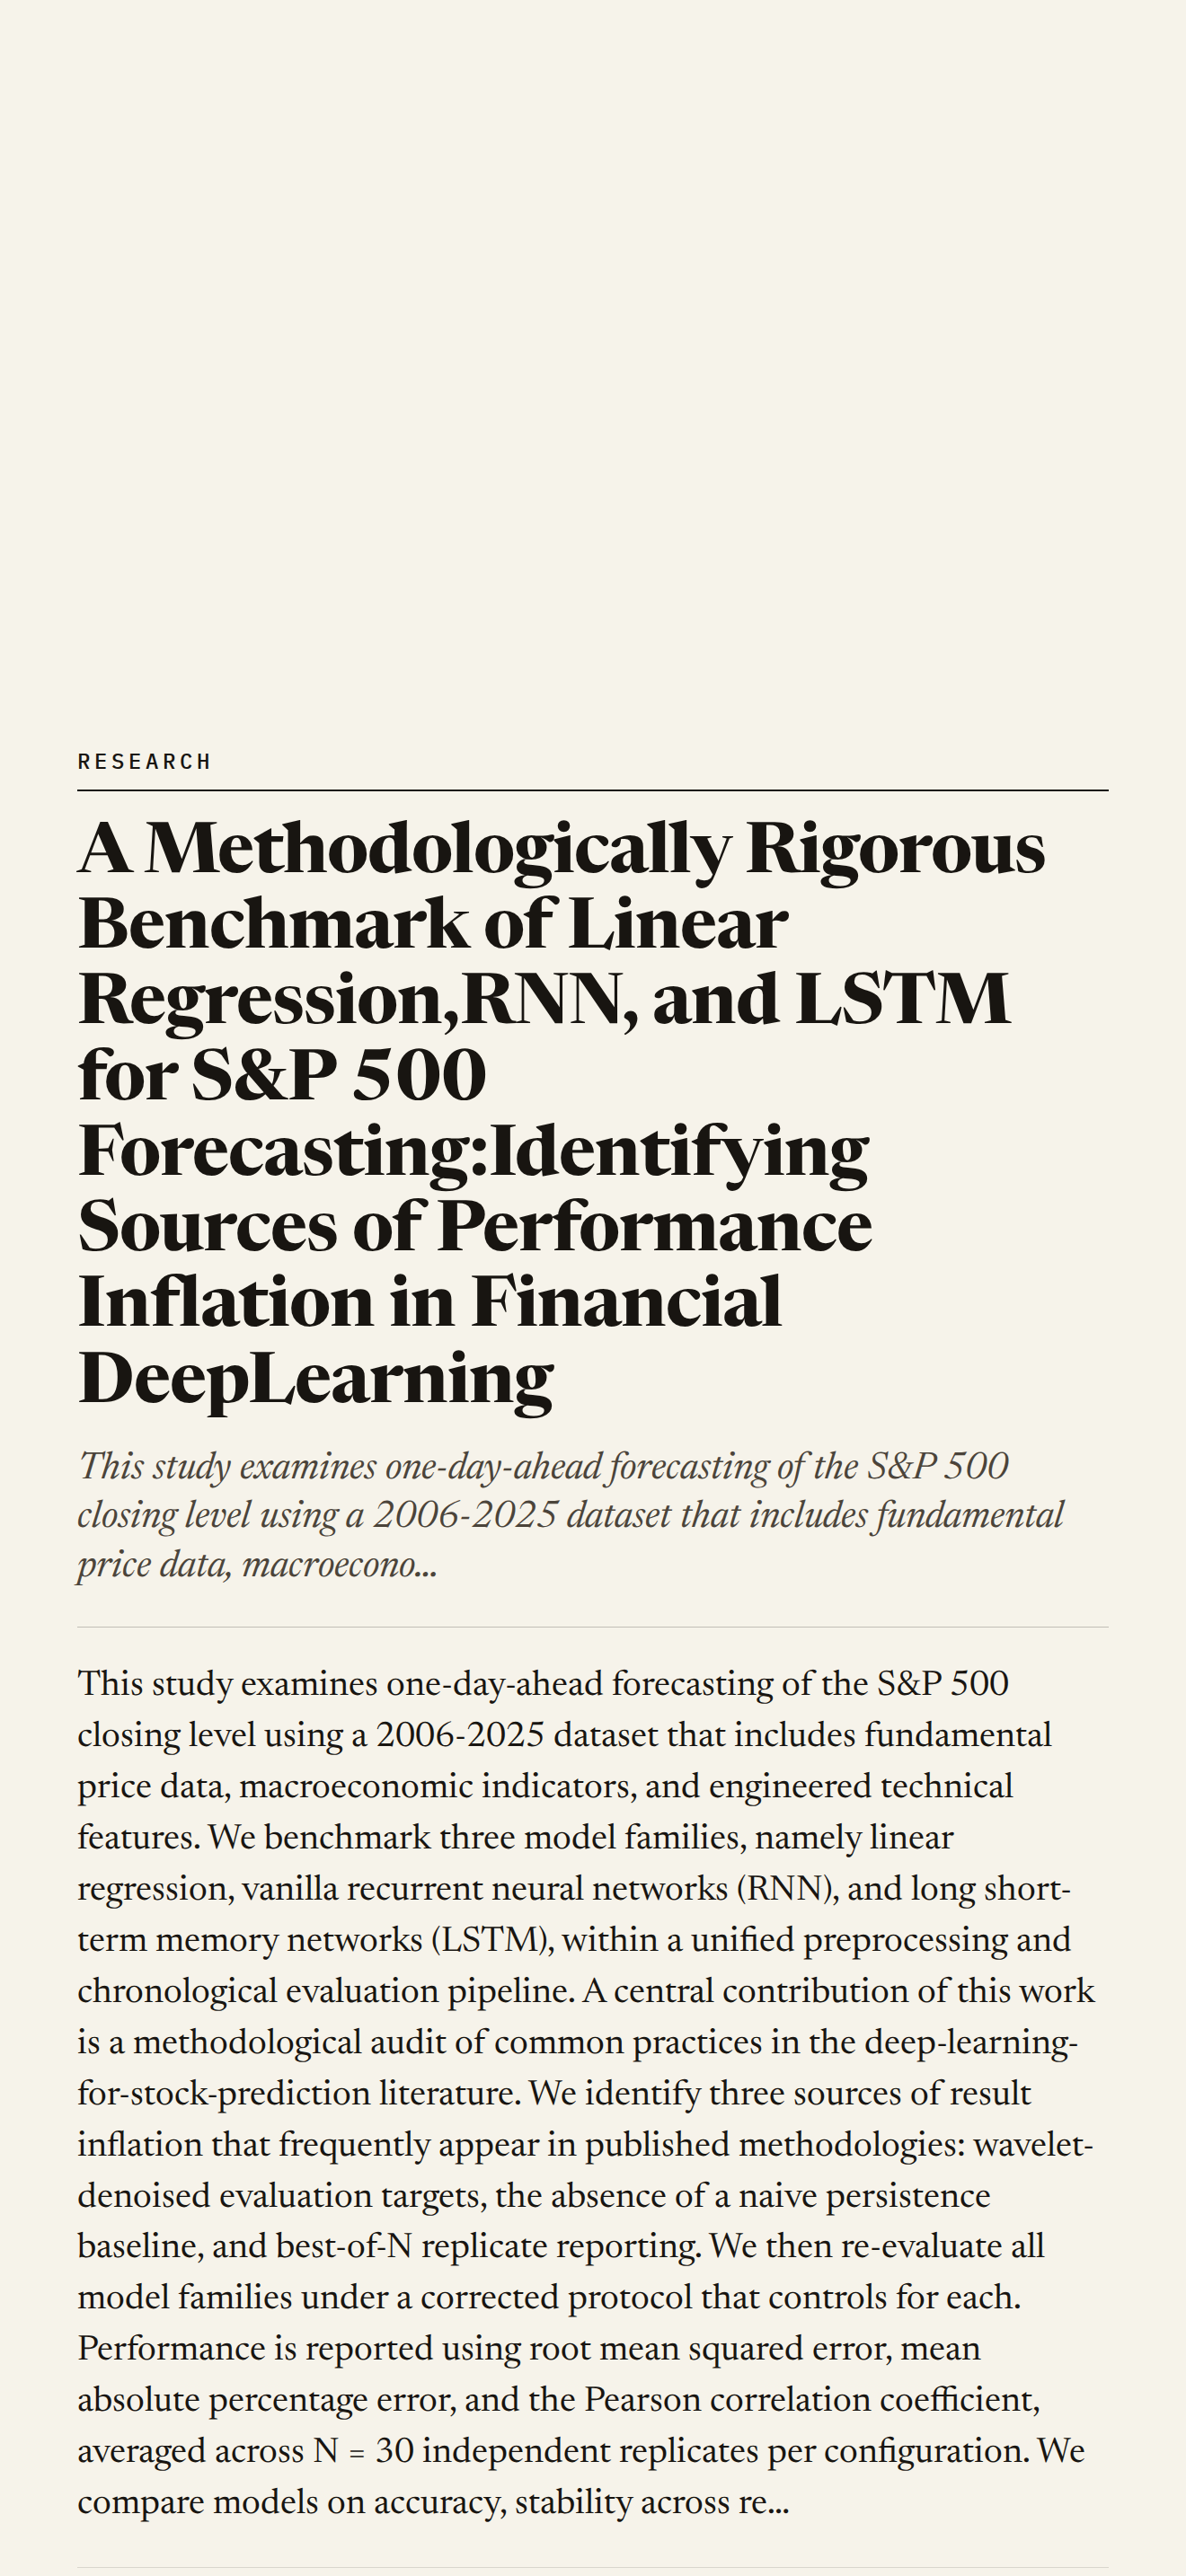 RESEARCH
A Methodologically Rigorous
Benchmark of Linear
Regression,RNN, and LSTM
for S&P 500
Forecasting:Identifying
Sources of Performance
Inflation in Financial
DeepLearning
This study examines one-day-ahead forecasting of the S&P 500
closing level using a 2006-2025 dataset that includes fundamental
price data, macroecono...
This study examines one-day-ahead forecasting of the S&P 500
closing level using a 2006-2025 dataset that includes fundamental
price data, macroeconomic indicators, and engineered technical
features. We benchmark three model families, namely linear
regression, vanilla recurrent neural networks (RNN), and long short-
term memory networks (LSTM), within a unified preprocessing and
chronological evaluation pipeline. A central contribution of this work
is a methodological audit of common practices in the deep-learning-
for-stock-prediction literature. We identify three sources of result
inflation that frequently appear in published methodologies: wavelet-
denoised evaluation targets, the absence of a naive persistence
baseline, and best-of-N replicate reporting. We then re-evaluate all
model families under a corrected protocol that controls for each.
Performance is reported using root mean squared error, mean
absolute percentage error, and the Pearson correlation coefficient,
averaged across N = 30 independent replicates per configuration. We
compare models on accuracy, stability across re...